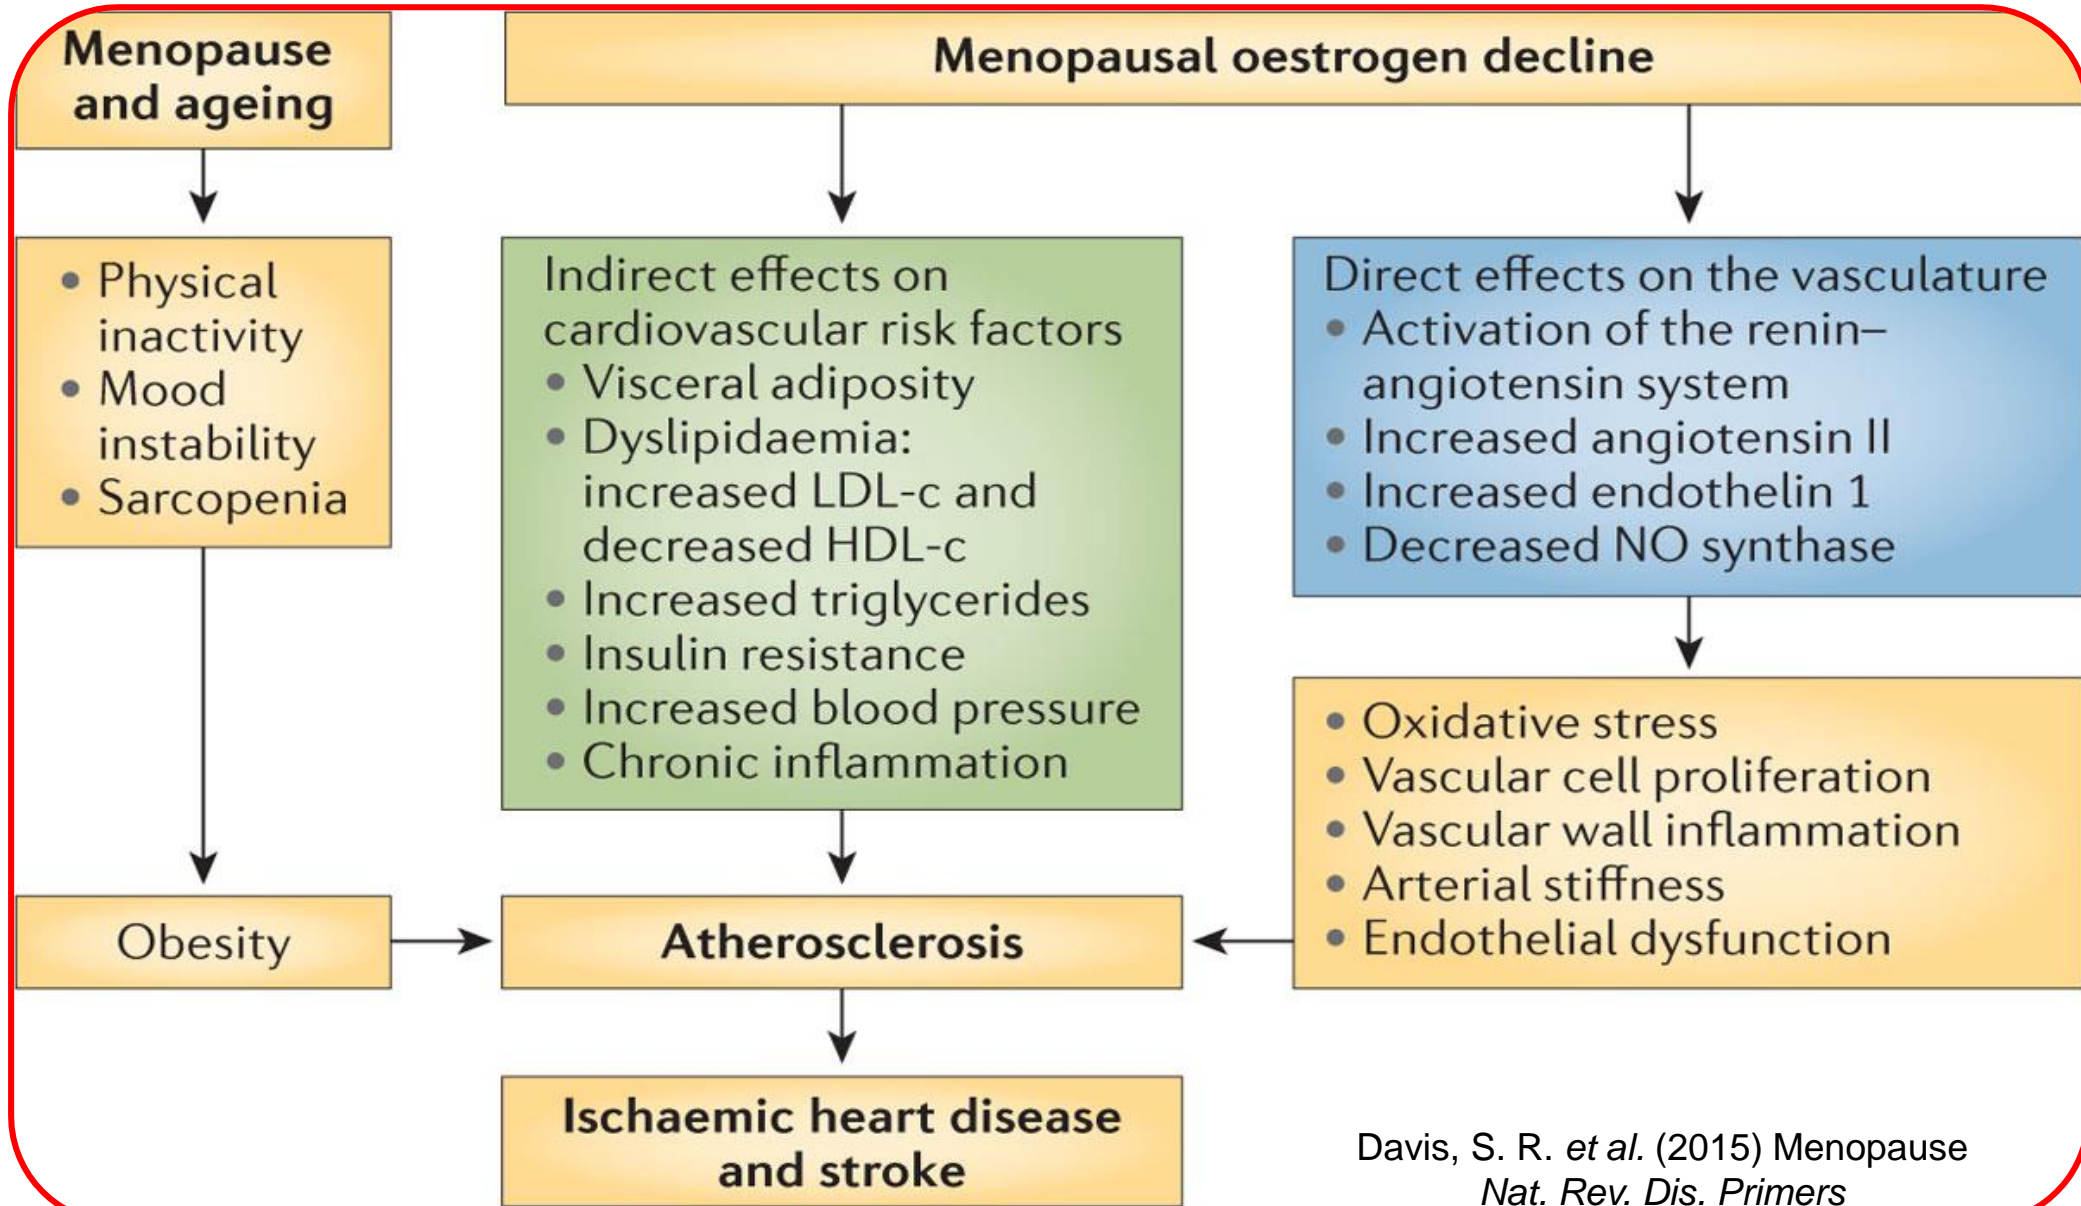 Menopause
and ageing
Menopausal oestrogen decline
• Physical
inactivity
• Mood
instability
• Sarcopenia
Indirect effects on
cardiovascular risk factors
• Visceral adiposity
• Dyslipidaemia:
increased LDL-c and
decreased HDL-c
• Increased triglycerides
• Insulin resistance
• Increased blood pressure
• Chronic inflammation
Direct effects on the vasculature
• Activation of the renin–
angiotensin system
• Increased angiotensin II
• Increased endothelin 1
• Decreased NO synthase
• Oxidative stress
• Vascular cell proliferation
• Vascular wall inflammation
• Arterial stiffness
• Endothelial dysfunction
Obesity
Atherosclerosis
Ischaemic heart disease
and stroke
Davis, S. R. et al. (2015) Menopause
Nat. Rev. Dis. Primers